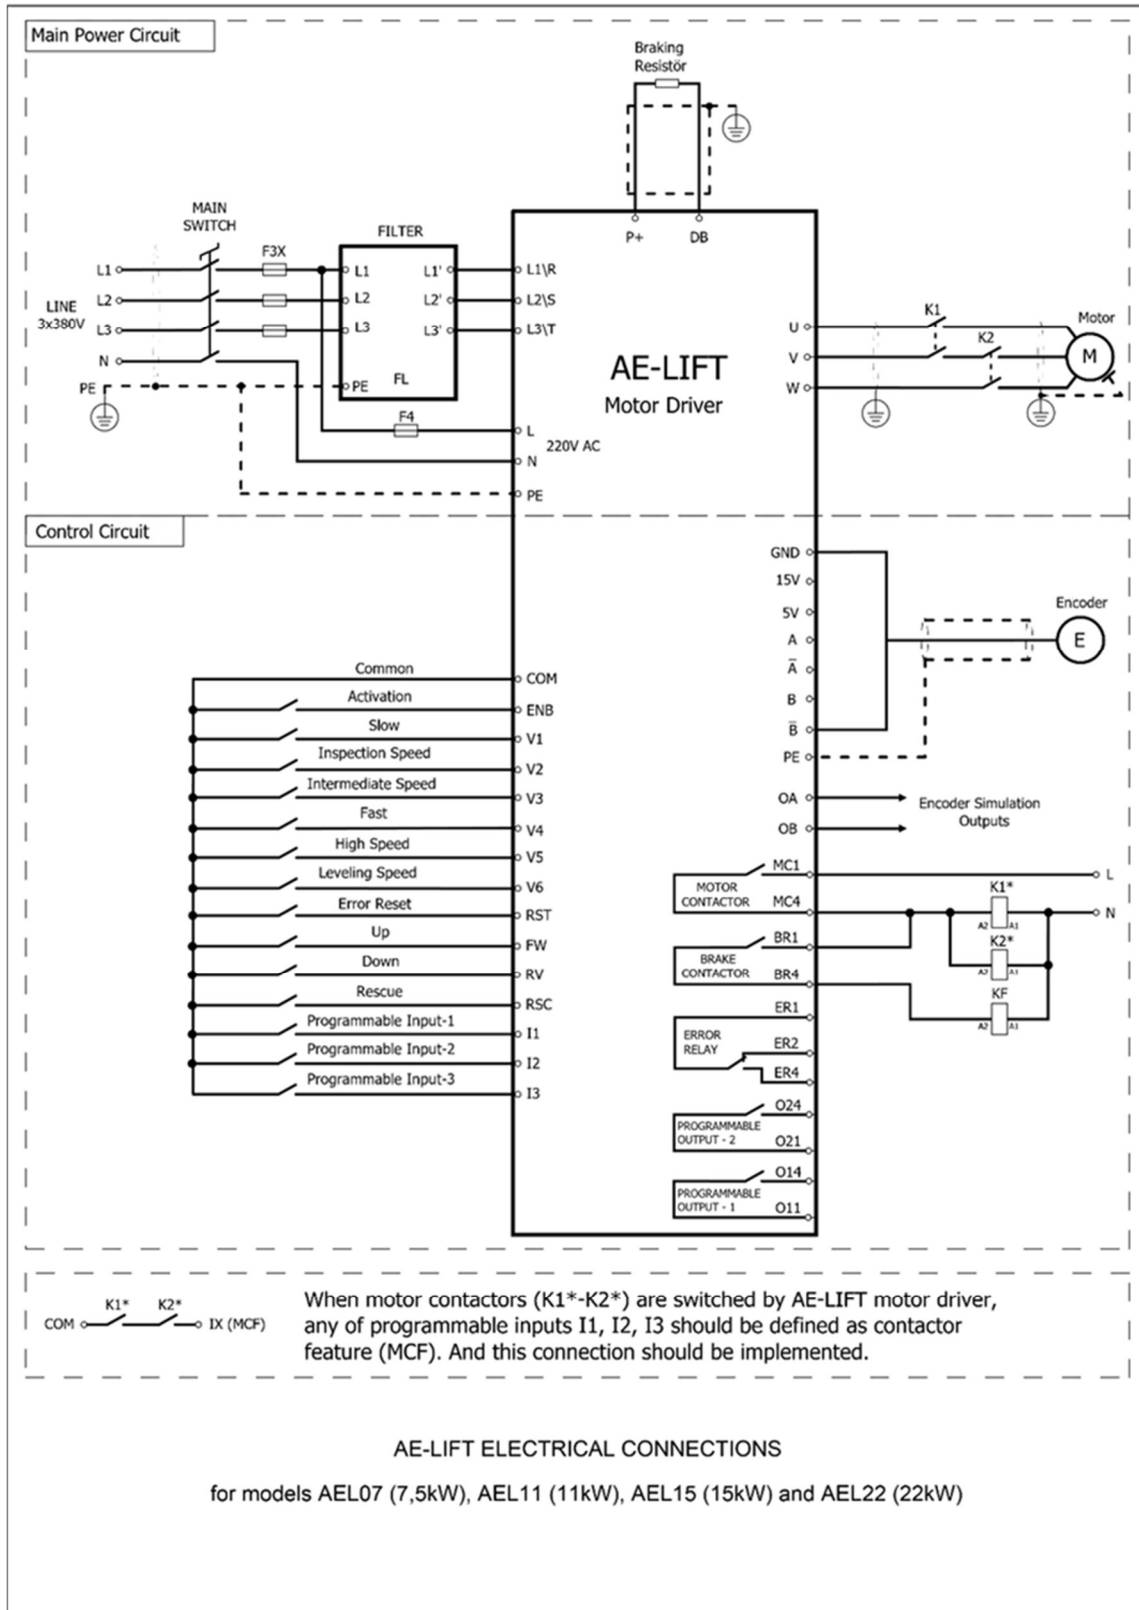 Main Power Circuit
Braking
Resistör
P+ DB
MAIN
SWITCH
F3X
FILTER
L1
L2
L3
N
PE
LINE
3x380V
L1 L1'
L2 L2'
L3 L3'
PE FL
F4
L1\R
L2\S
L3\T
L
N
220V AC
PE
AE-LIFT
Motor Driver
U
V
W
K1
K2
Motor
M
Control Circuit
GND
15V
5V
A
A̅
B
B̅
PE
Encoder
E
OA
OB
Encoder Simulation
Outputs
Common COM
Activation ENB
Slow V1
Inspection Speed V2
Intermediate Speed V3
Fast V4
High Speed V5
Leveling Speed V6
Error Reset RST
Up FW
Down RV
Rescue RSC
Programmable Input-1 I1
Programmable Input-2 I2
Programmable Input-3 I3
MC1
MOTOR
CONTACTOR
MC4
BR1
BRAKE
CONTACTOR
BR4
ER1
ERROR
RELAY
ER2
ER4
O24
PROGRAMMABLE
OUTPUT - 2
O21
O14
PROGRAMMABLE
OUTPUT - 1
O11
L
N
K1*
A2 A1
K2*
A2 A1
KF
A2 A1
COM K1* K2* IX (MCF)
When motor contactors (K1*-K2*) are switched by AE-LIFT motor driver,
any of programmable inputs I1, I2, I3 should be defined as contactor
feature (MCF). And this connection should be implemented.
AE-LIFT ELECTRICAL CONNECTIONS
for models AEL07 (7,5kW), AEL11 (11kW), AEL15 (15kW) and AEL22 (22kW)